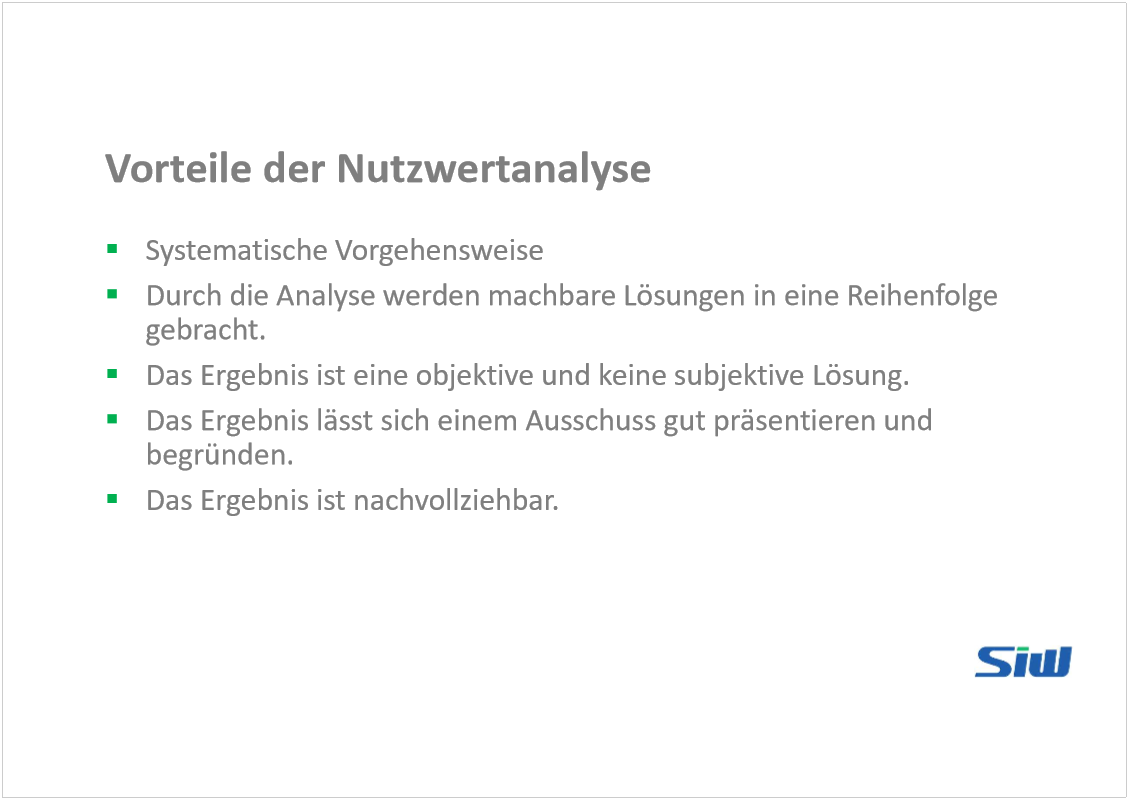 Vorteile der Nutzwertanalyse
▪ Systematische Vorgehensweise
▪ Durch die Analyse werden machbare Lösungen in eine Reihenfolge
gebracht.
▪ Das Ergebnis ist eine objektive und keine subjektive Lösung.
▪ Das Ergebnis lässt sich einem Ausschuss gut präsentieren und
begründen.
▪ Das Ergebnis ist nachvollziehbar.
Siw